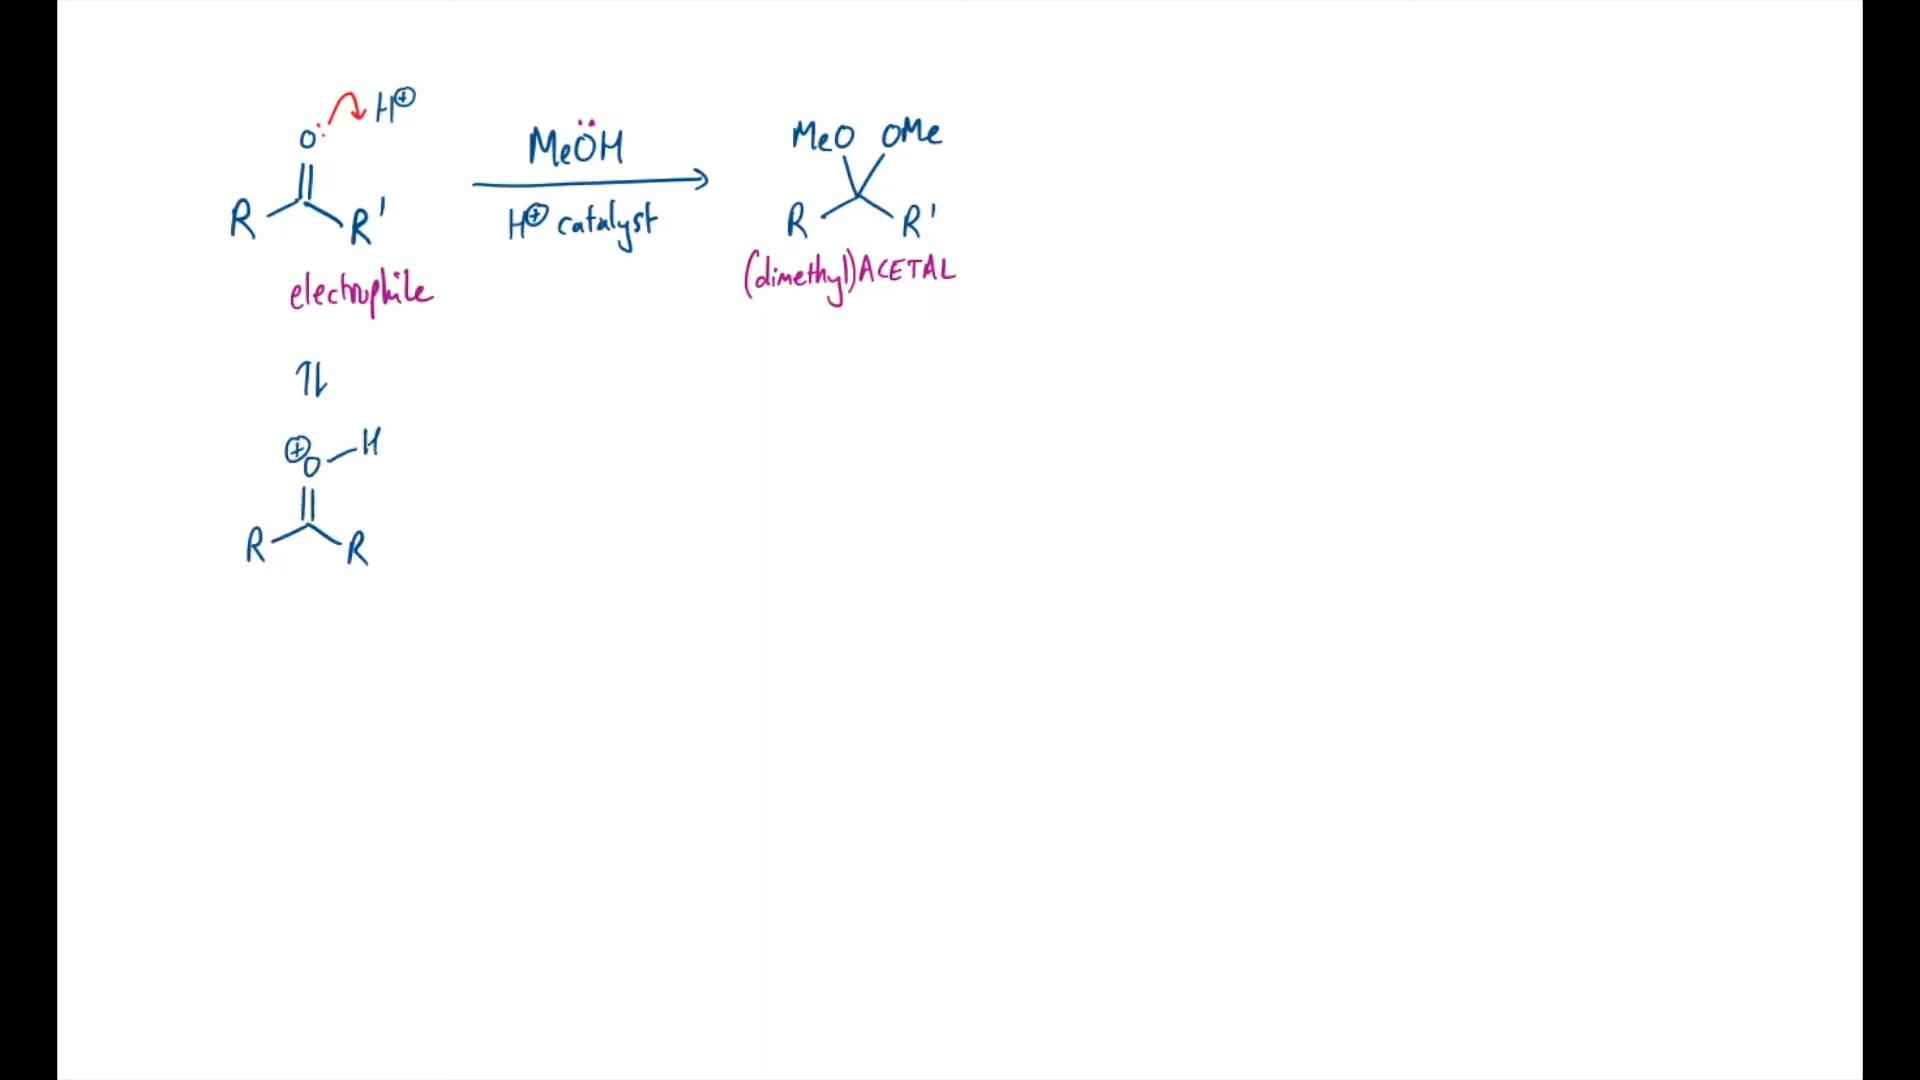 H⊕
O:
R R'
electrophile
MeÖH
H⊕ catalyst
MeO OMe
R R'
(dimethyl)ACETAL
⇅
⊕O H
R R